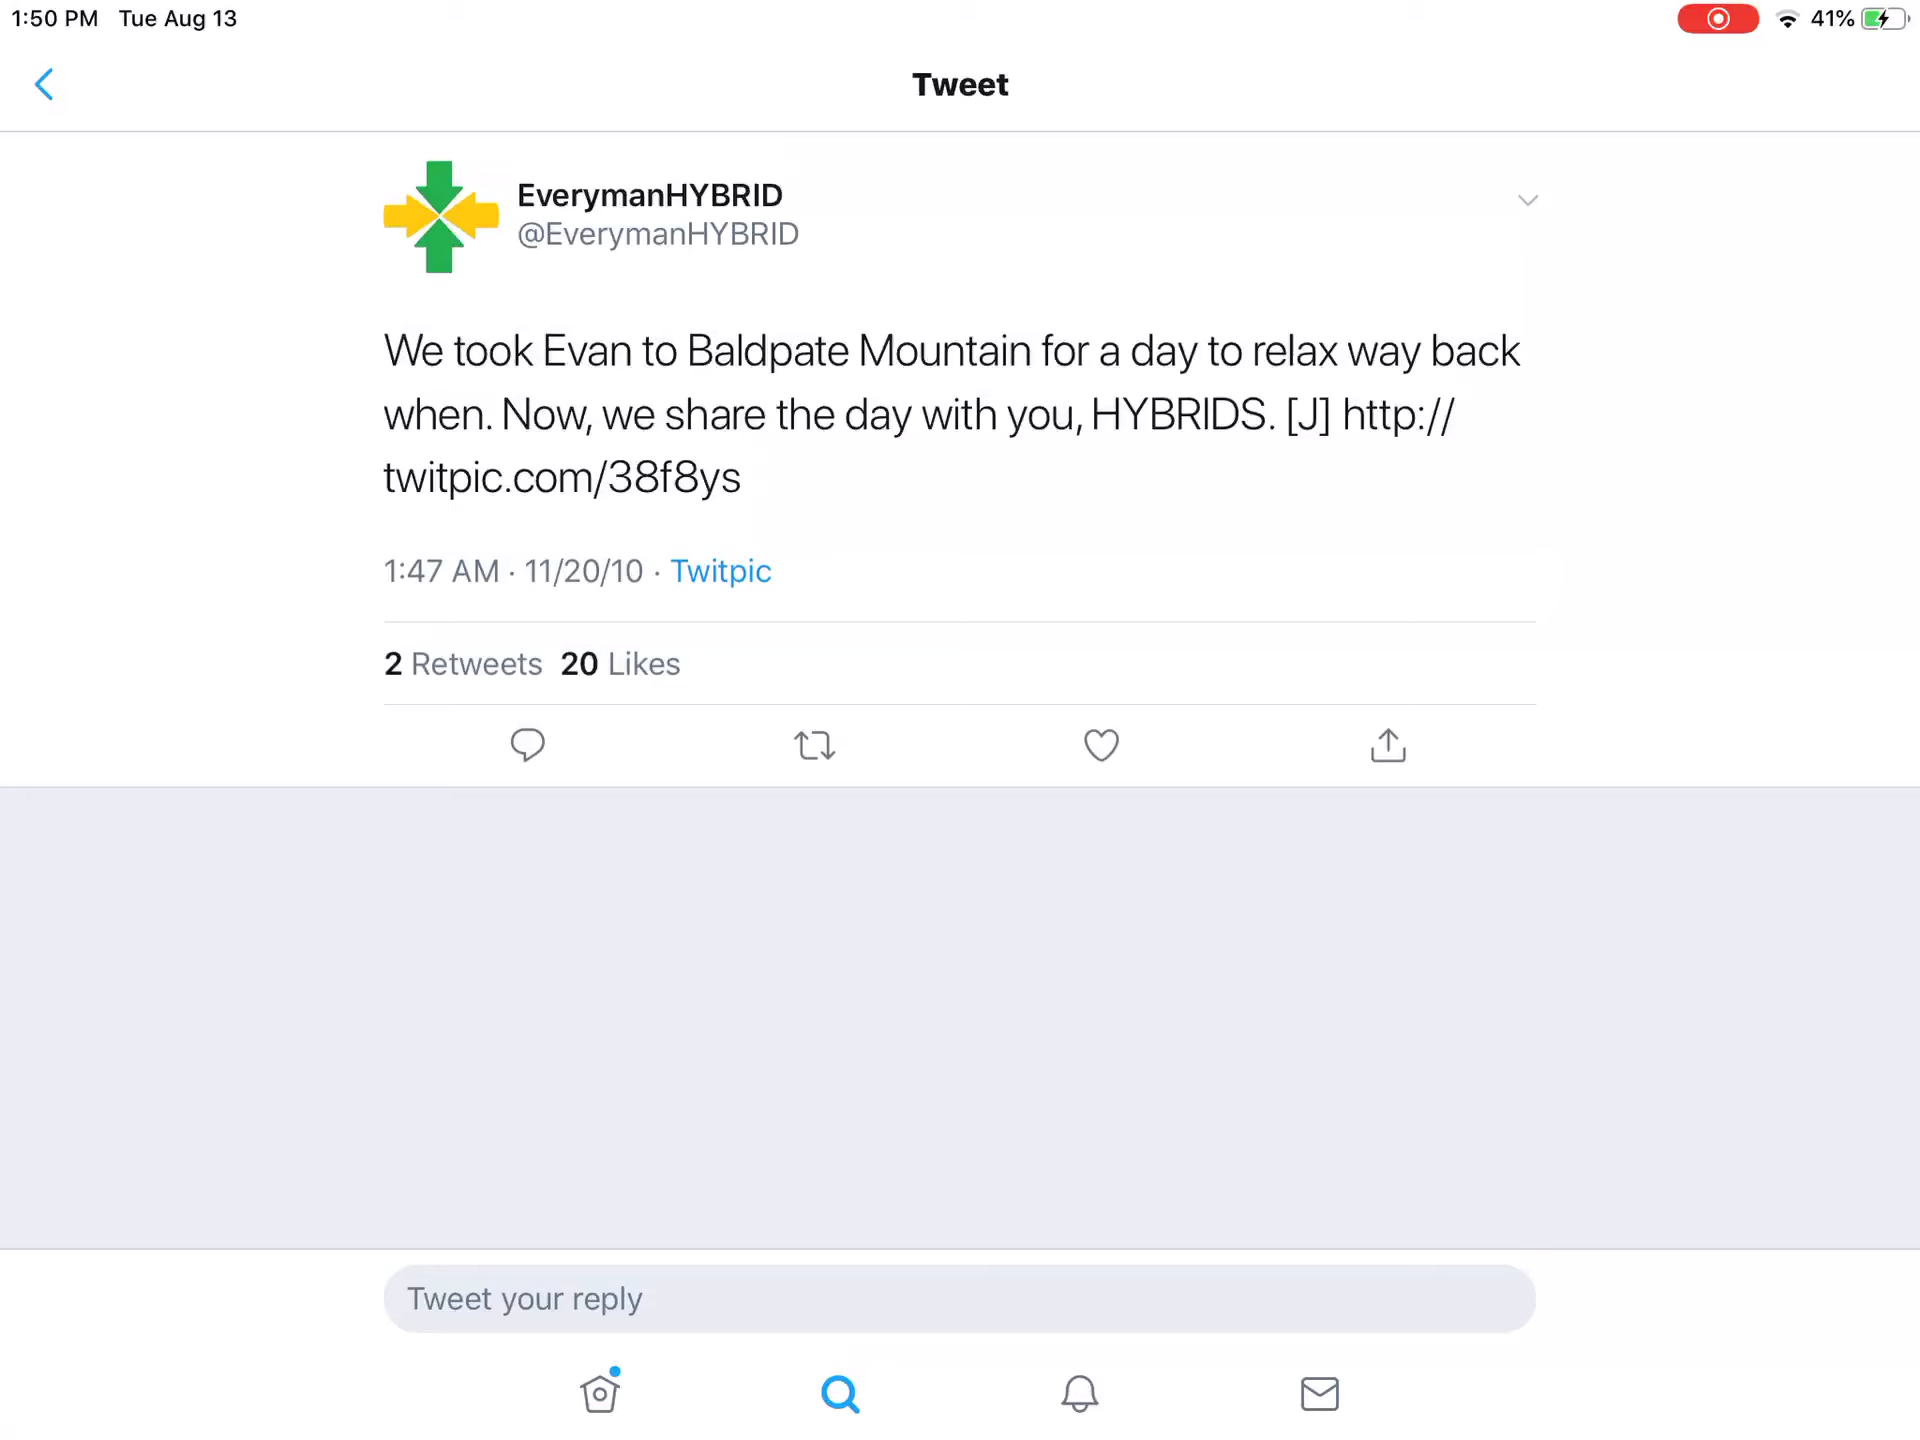 1:50 PM Tue Aug 13
41%
Tweet
EverymanHYBRID
@EverymanHYBRID
We took Evan to Baldpate Mountain for a day to relax way back
when. Now, we share the day with you, HYBRIDS. [J] http://
twitpic.com/38f8ys
1:47 AM · 11/20/10 · Twitpic
2 Retweets 20 Likes
Tweet your reply